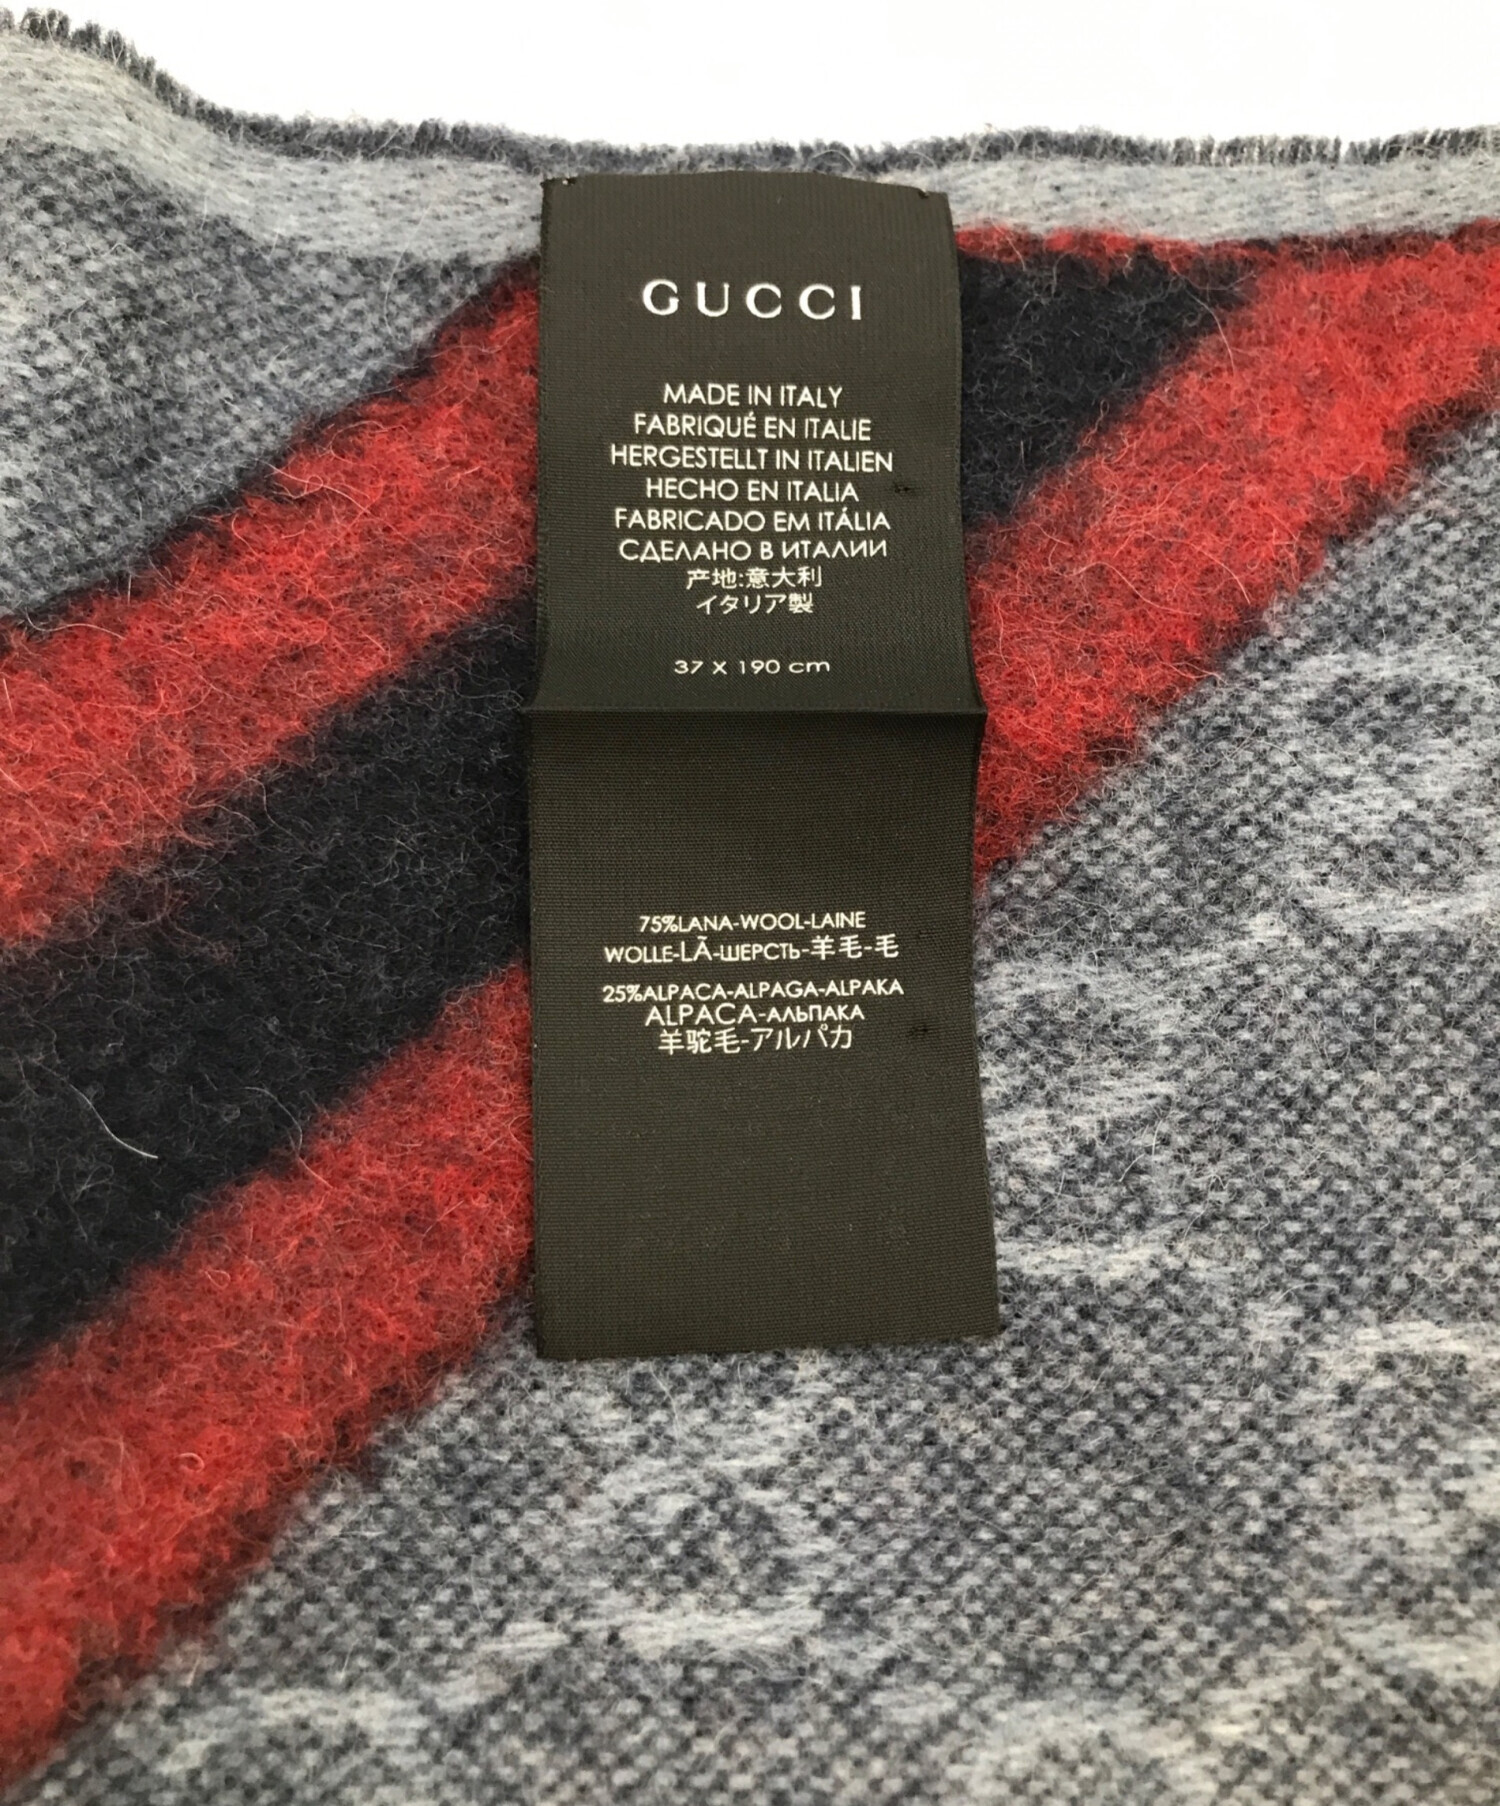 GUCCI
MADE IN ITALY
FABRIQUÉ EN ITALIE
HERGESTELLT IN ITALIEN
HECHO EN ITALIA
FABRICADO EM ITÁLIA
СДЕЛАНО В ИТАЛИИ
产地:意大利
イタリア製
37 X 190 cm
75%LANA-WOOL-LAINE
WOLLE-LÃ-ШЕРСТЬ-羊毛-毛
25%ALPACA-ALPAGA-ALPAKA
ALPACA-АЛЬПАКА
羊驼毛-アルパカ